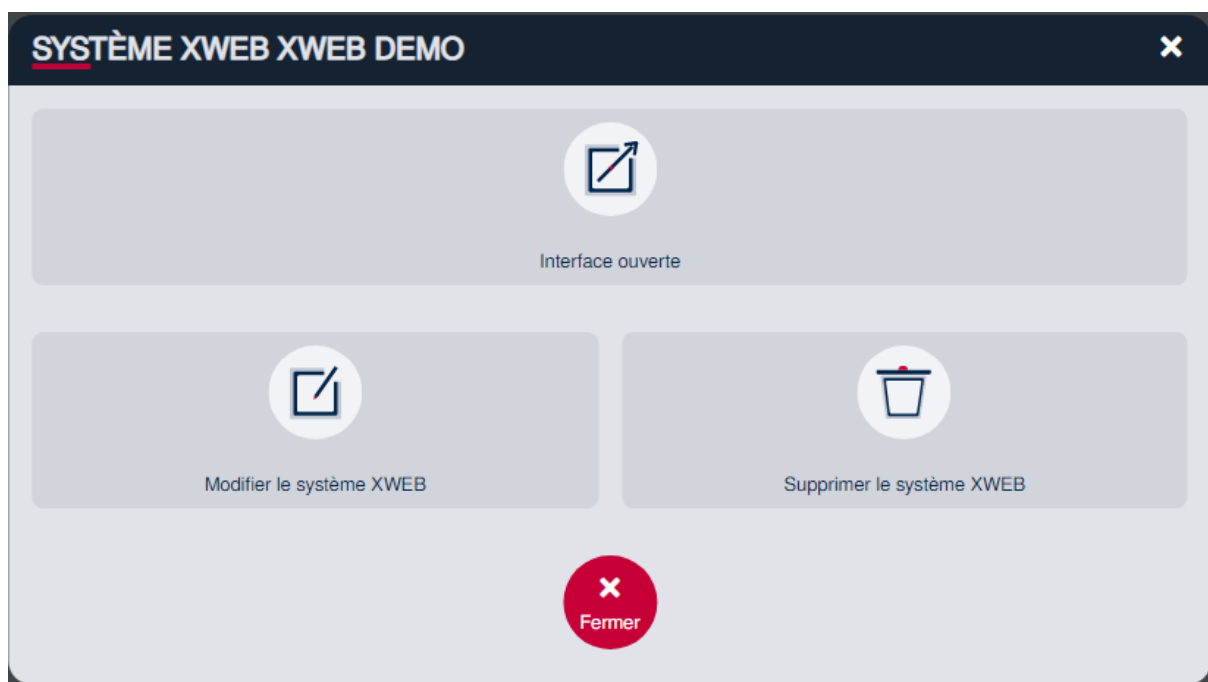 SYSTÈME XWEB XWEB DEMO
Interface ouverte
Modifier le système XWEB
Supprimer le système XWEB
Fermer